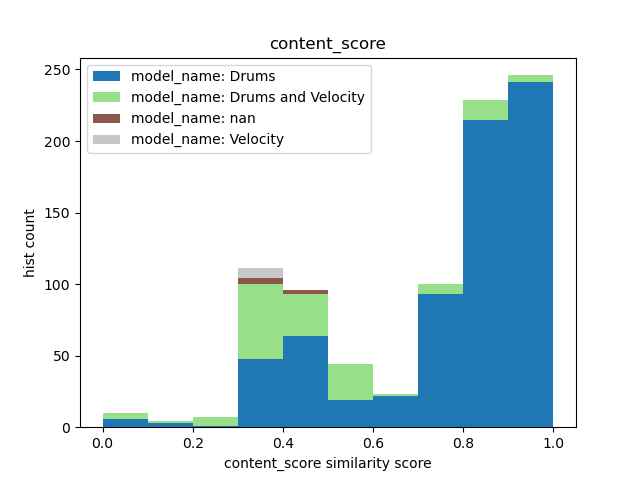 content_score
model_name: Drums
model_name: Drums and Velocity
model_name: nan
model_name: Velocity
250
200
150
100
50
0
hist count
0.0 0.2 0.4 0.6 0.8 1.0
content_score similarity score